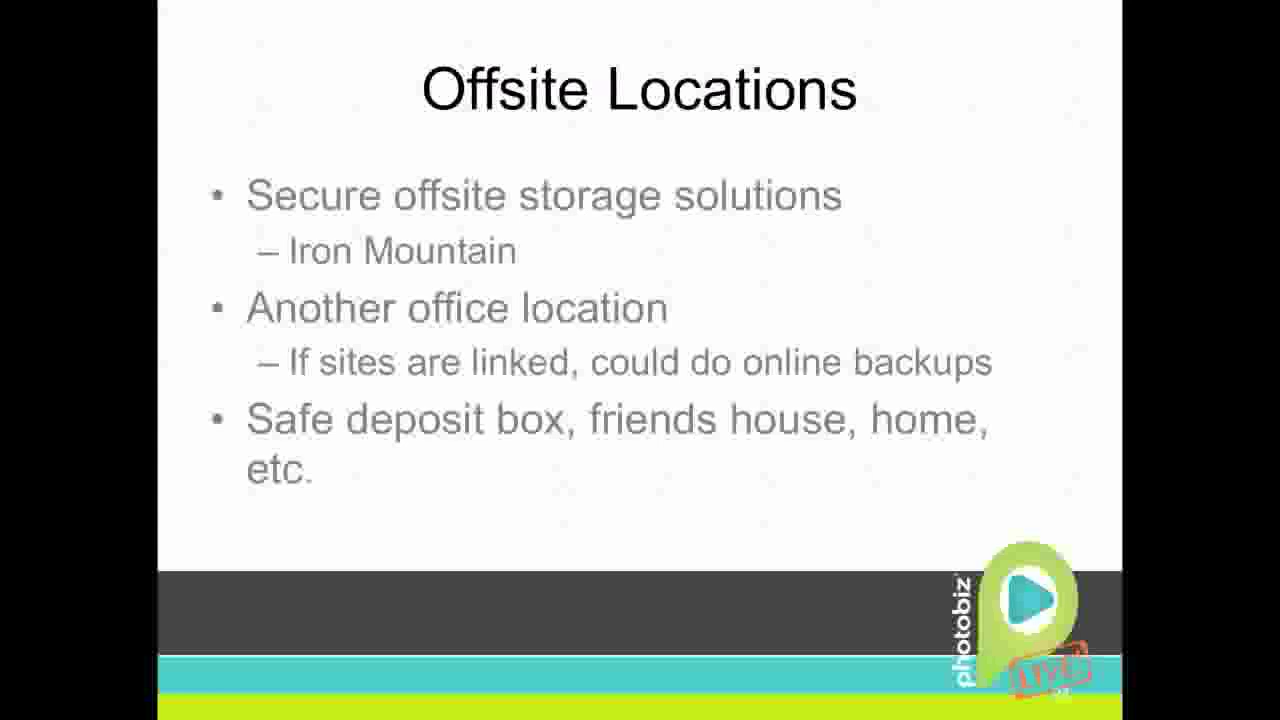 Offsite Locations
• Secure offsite storage solutions
– Iron Mountain
• Another office location
– If sites are linked, could do online backups
• Safe deposit box, friends house, home,
etc.
photobiz
LIVE